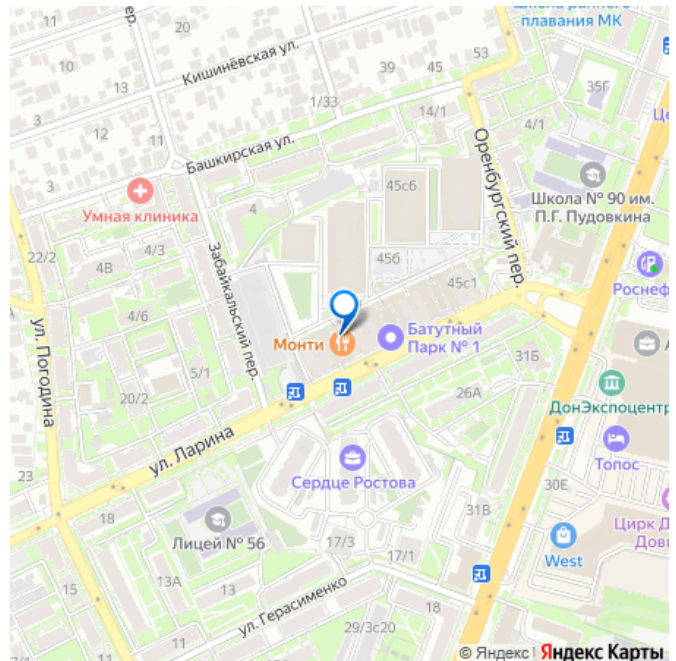 Школа раннего
плавания МК
11
пер.
20
Кишинёвская ул.
53
10
13
39
45
35Г
3
1/33
14/1
12
11
4/1
Башкирская ул.
Оренбургский пер.
3
45с6
Школа № 90 им.
П.Г. Пудовкина
Умная клиника
4
22/2
4/3
45б
4В
45с1
Забайкальский пер.
4/6
Батутный
Парк № 1
Монти
ул. Погодина
5/1
31Б
20/2
26А
ДонЭкспоцентр
ул. Ларина
Топос
23
Сердце Ростова
30Е
18
31В
Лицей № 56
17/3
17/1
West
15
13А
13
ул. Герасименко
18
11
29/3с20
11
© Яндекс Яндекс Карты